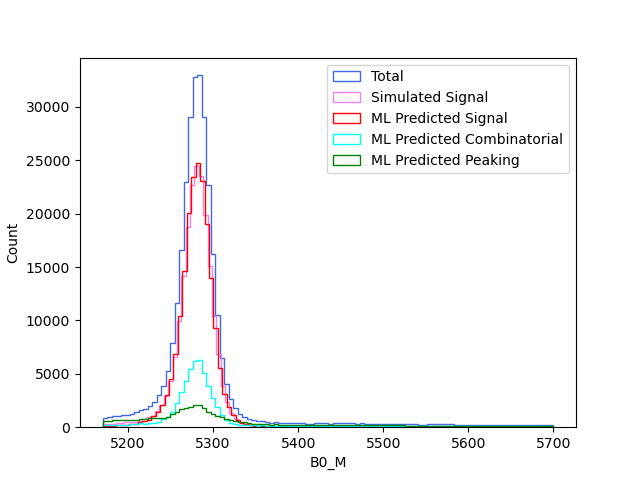 Total
Simulated Signal
ML Predicted Signal
ML Predicted Combinatorial
ML Predicted Peaking
30000
25000
20000
15000
10000
5000
0
Count
5200 5300 5400 5500 5600 5700
B0_M